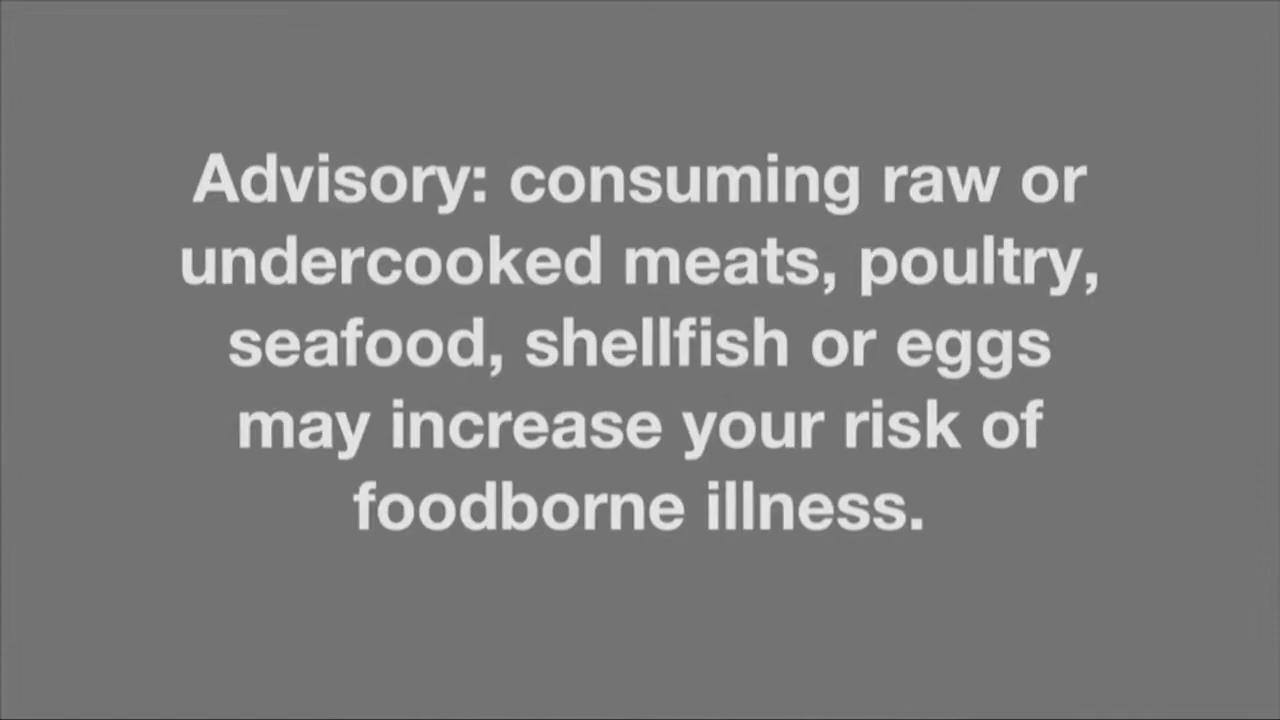 Advisory: consuming raw or
undercooked meats, poultry,
seafood, shellfish or eggs
may increase your risk of
foodborne illness.